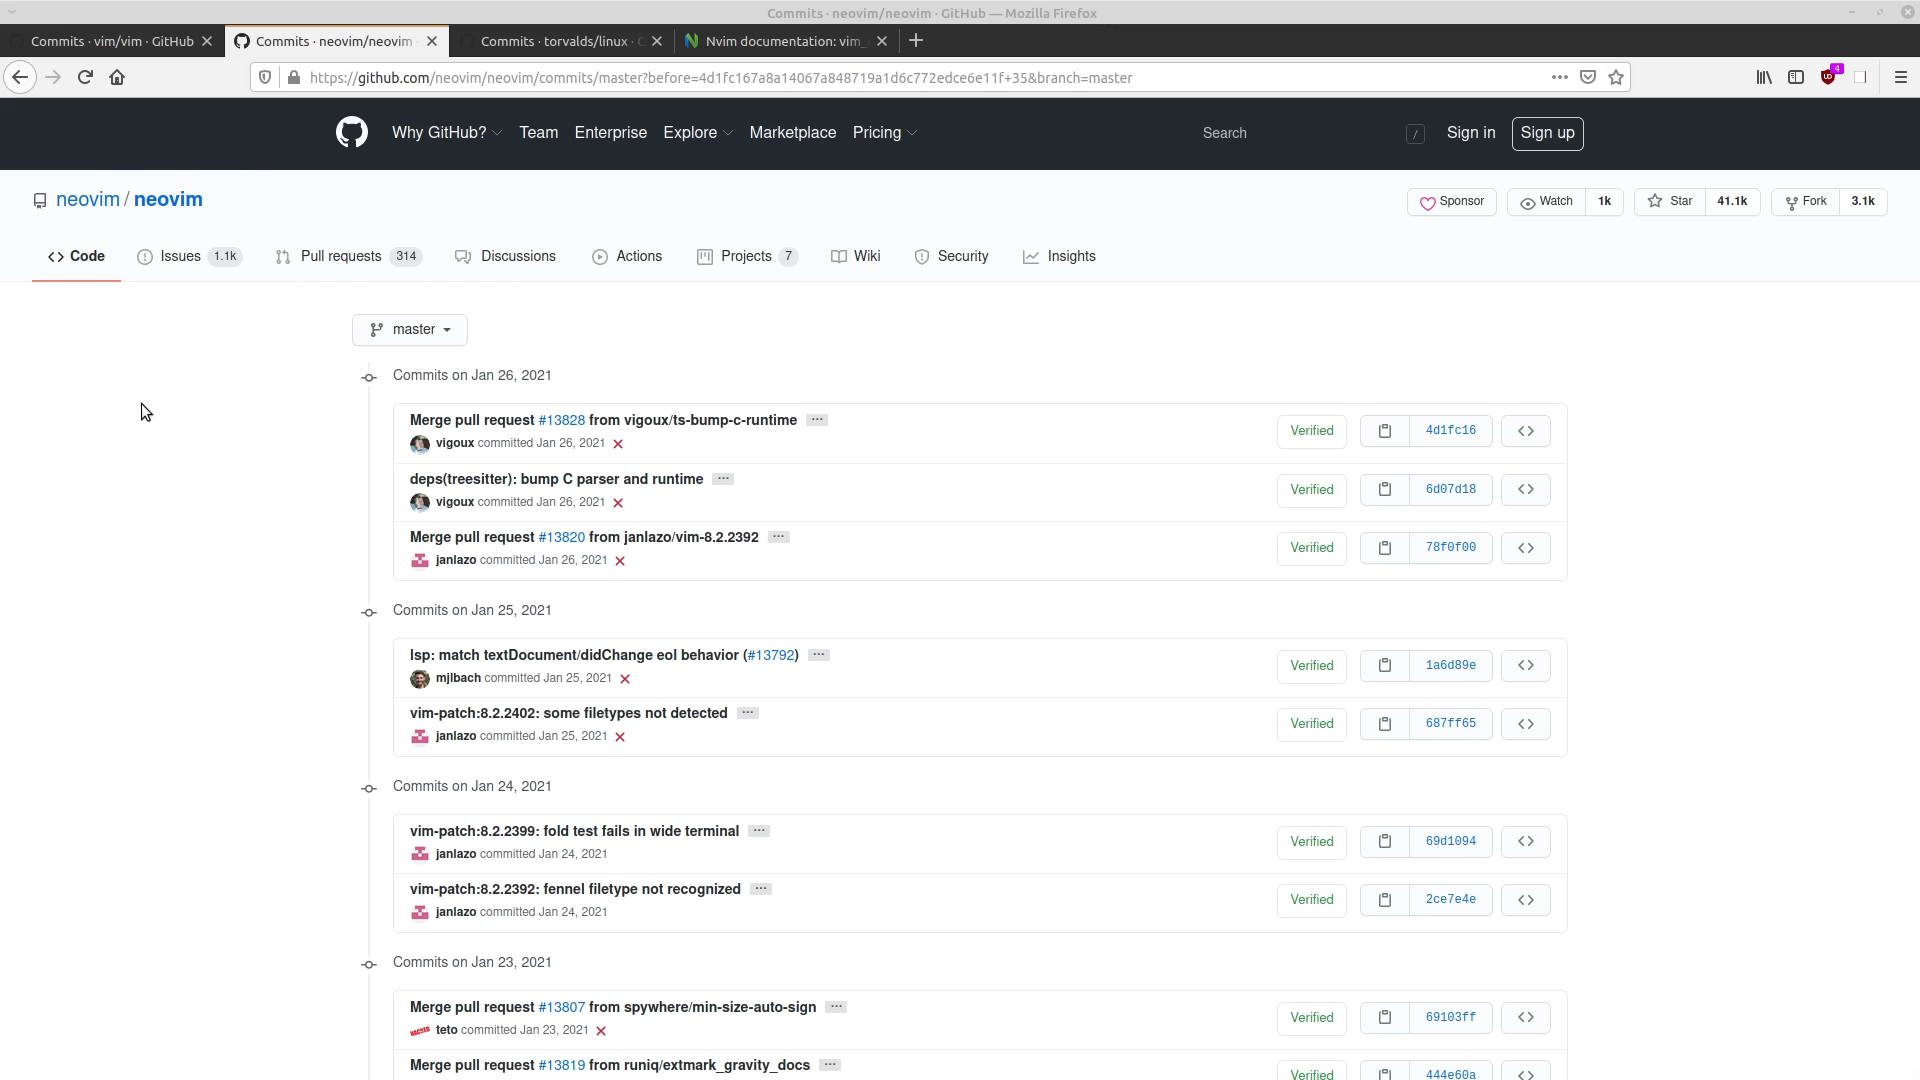 Commits · neovim/neovim · GitHub — Mozilla Firefox
Commits · vim/vim · GitHub
Commits · neovim/neovim
Commits · torvalds/linux ·
Nvim documentation: vim_
https://github.com/neovim/neovim/commits/master?before=4d1fc167a8a14067a848719a1d6c772edce6e11f+35&branch=master
4
Why GitHub? Team Enterprise Explore Marketplace Pricing Search / Sign in Sign up
neovim / neovim
Sponsor Watch 1k Star 41.1k Fork 3.1k
Code Issues 1.1k Pull requests 314 Discussions Actions Projects 7 Wiki Security Insights
master
Commits on Jan 26, 2021
Merge pull request #13828 from vigoux/ts-bump-c-runtime …
vigoux committed Jan 26, 2021
Verified 4d1fc16
deps(treesitter): bump C parser and runtime …
vigoux committed Jan 26, 2021
Verified 6d07d18
Merge pull request #13820 from janlazo/vim-8.2.2392 …
janlazo committed Jan 26, 2021
Verified 78f0f00
Commits on Jan 25, 2021
lsp: match textDocument/didChange eol behavior (#13792) …
mjlbach committed Jan 25, 2021
Verified 1a6d89e
vim-patch:8.2.2402: some filetypes not detected …
janlazo committed Jan 25, 2021
Verified 687ff65
Commits on Jan 24, 2021
vim-patch:8.2.2399: fold test fails in wide terminal …
janlazo committed Jan 24, 2021
Verified 69d1094
vim-patch:8.2.2392: fennel filetype not recognized …
janlazo committed Jan 24, 2021
Verified 2ce7e4e
Commits on Jan 23, 2021
Merge pull request #13807 from spywhere/min-size-auto-sign …
teto committed Jan 23, 2021
Verified 69103ff
Merge pull request #13819 from runiq/extmark_gravity_docs …
Verified 444e60a